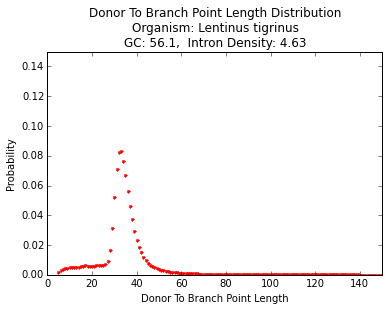 Donor To Branch Point Length Distribution
Organism: Lentinus tigrinus
GC: 56.1,  Intron Density: 4.63
0.14
0.12
0.10
0.08
0.06
0.04
0.02
0.00
Probability
0 20 40 60 80 100 120 140
Donor To Branch Point Length